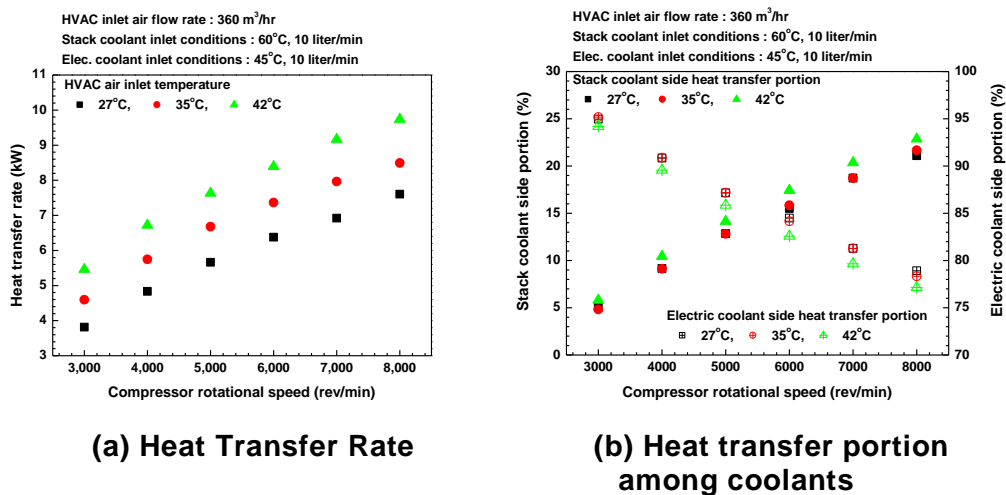 HVAC inlet air flow rate : 360 m³/hr
Stack coolant inlet conditions : 60°C, 10 liter/min
Elec. coolant inlet conditions : 45°C, 10 liter/min
HVAC air inlet temperature
27°C, 35°C, 42°C
Heat transfer rate (kW)
11
10
9
8
7
6
5
4
3
3,000 4,000 5,000 6,000 7,000 8,000
Compressor rotational speed (rev/min)
(a) Heat Transfer Rate
HVAC inlet air flow rate : 360 m³/hr
Stack coolant inlet conditions : 60°C, 10 liter/min
Elec. coolant inlet conditions : 45°C, 10 liter/min
Stack coolant side heat transfer portion
27°C, 35°C, 42°C
Stack coolant side portion (%)
30
25
20
15
10
5
0
Electric coolant side heat transfer portion
27°C, 35°C, 42°C
Electric coolant side portion (%)
100
95
90
85
80
75
70
3000 4000 5000 6000 7000 8000
Compressor rotational speed (rev/min)
(b) Heat transfer portion
among coolants